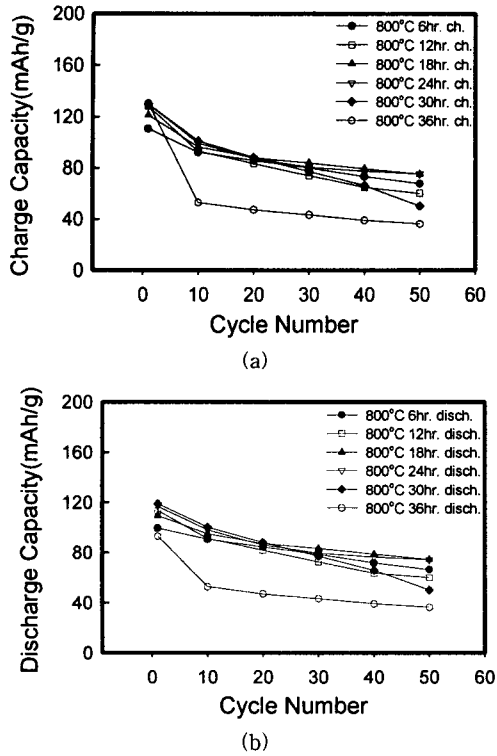 200
160
120
80
40
0
Charge Capacity(mAh/g)
800°C 6hr. ch.
800°C 12hr. ch.
800°C 18hr. ch.
800°C 24hr. ch.
800°C 30hr. ch.
800°C 36hr. ch.
0 10 20 30 40 50 60
Cycle Number
(a)
200
160
120
80
40
0
Discharge Capacity(mAh/g)
800°C 6hr. disch.
800°C 12hr. disch.
800°C 18hr. disch.
800°C 24hr. disch.
800°C 30hr. disch.
800°C 36hr. disch.
0 10 20 30 40 50 60
Cycle Number
(b)